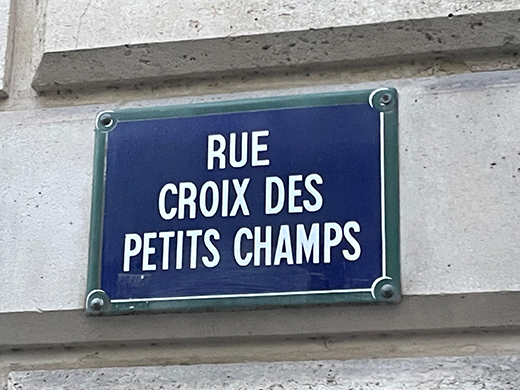 RUE
CROIX DES
PETITS CHAMPS